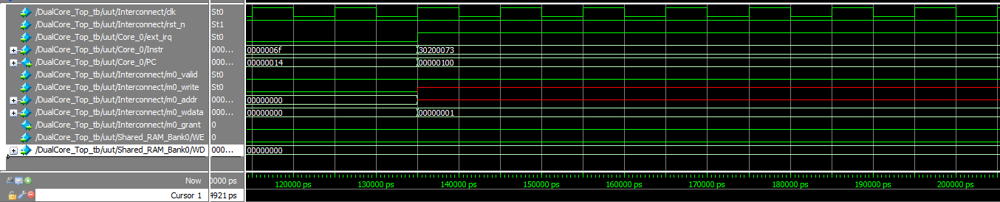 /DualCore_Top_tb/uut/Interconnect/clk St0
/DualCore_Top_tb/uut/Interconnect/rst_n St1
/DualCore_Top_tb/uut/Core_0/ext_irq St0
/DualCore_Top_tb/uut/Core_0/Instr 000... 0000006f 30200073
/DualCore_Top_tb/uut/Core_0/PC 000... 00000014 00000100
/DualCore_Top_tb/uut/Interconnect/m0_valid St0
/DualCore_Top_tb/uut/Interconnect/m0_write St0
/DualCore_Top_tb/uut/Interconnect/m0_addr 000... 00000000
/DualCore_Top_tb/uut/Interconnect/m0_wdata 000... 00000000 00000001
/DualCore_Top_tb/uut/Interconnect/m0_grant 0
/DualCore_Top_tb/uut/Shared_RAM_Bank0/WE 0
/DualCore_Top_tb/uut/Shared_RAM_Bank0/WD 000... 00000000
Now 0000 ps 120000 ps 130000 ps 140000 ps 150000 ps 160000 ps 170000 ps 180000 ps 190000 ps 200000 ps
Cursor 1 4921 ps